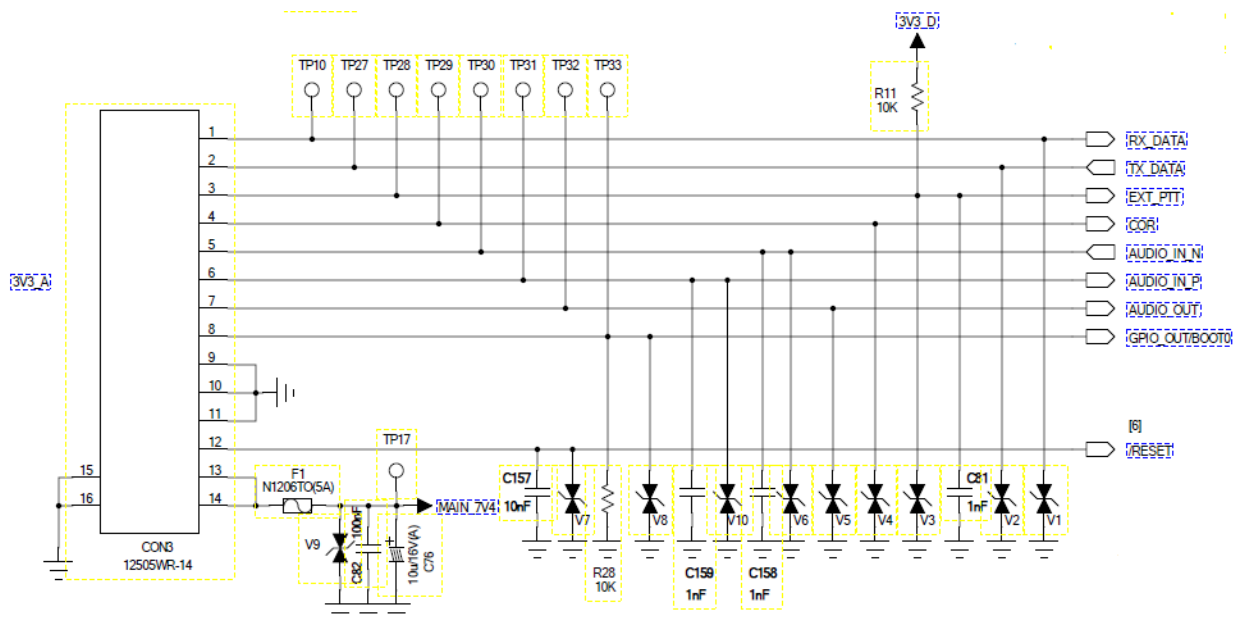 3V3_D
TP10
TP27
TP28
TP29
TP30
TP31
TP32
TP33
R11
10K
1
RX_DATA
2
TX_DATA
3
EXT_PTT
4
COR
5
AUDIO_IN_N
3V3_A
6
AUDIO_IN_P
7
AUDIO_OUT
8
GPIO_OUT/BOOT0
9
10
11
[6]
12
/RESET
TP17
15
13
F1
N1206TO(5A)
16
14
MAIN_7V4
C157
10nF
V7
V8
V10
V6
V5
V4
V3
C81
1nF
V2
V1
V9
100nF
C82
+
10u/16V(A)
C76
CON3
12505WR-14
R28
10K
C159
1nF
C158
1nF